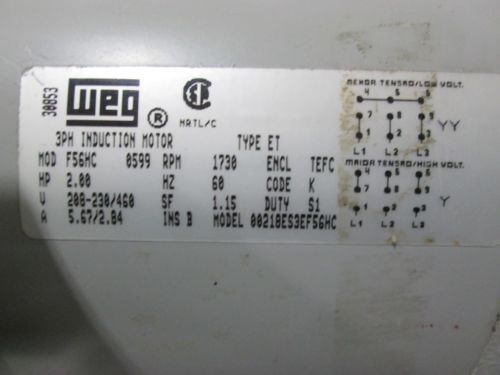 30853
WEG ®
MRTL/C
3PH INDUCTION MOTOR TYPE ET
MOD F56HC 0599 RPM 1730 ENCL TEFC
HP 2.00 HZ 60 CODE K
V 208-230/460 SF 1.15 DUTY S1
A 5.67/2.84 INS B MODEL 00218ES3EF56HC
MENOR TENSAO/LOW VOLT.
4 5 6
7 8 9
1 2 3
YY
L1 L2 L3
MAIOR TENSAO/HIGH VOLT.
4 5 6
7 8 9
Y
1 2 3
L1 L2 L3